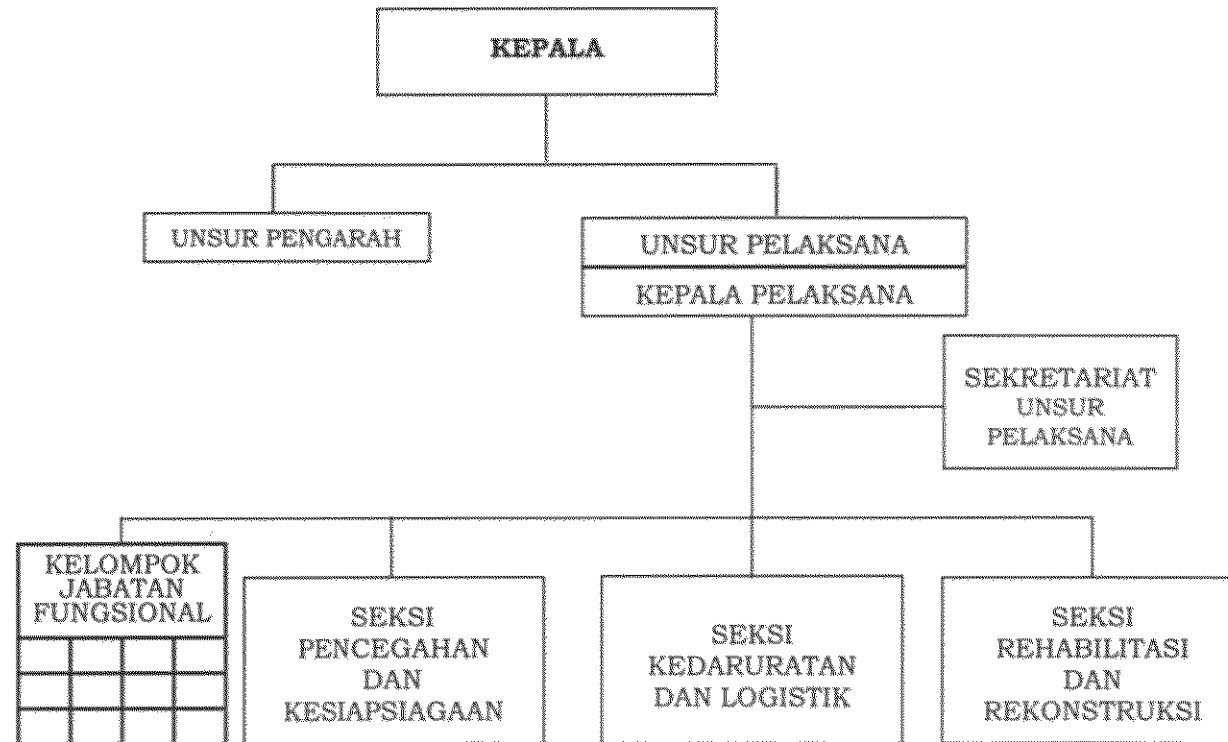 KEPALA
UNSUR PENGARAH
UNSUR PELAKSANA
KEPALA PELAKSANA
SEKRETARIAT
UNSUR
PELAKSANA
KELOMPOK
JABATAN
FUNGSIONAL
SEKSI
PENCEGAHAN
DAN
KESIAPSIAGAAN
SEKSI
KEDARURATAN
DAN LOGISTIK
SEKSI
REHABILITASI
DAN
REKONSTRUKSI